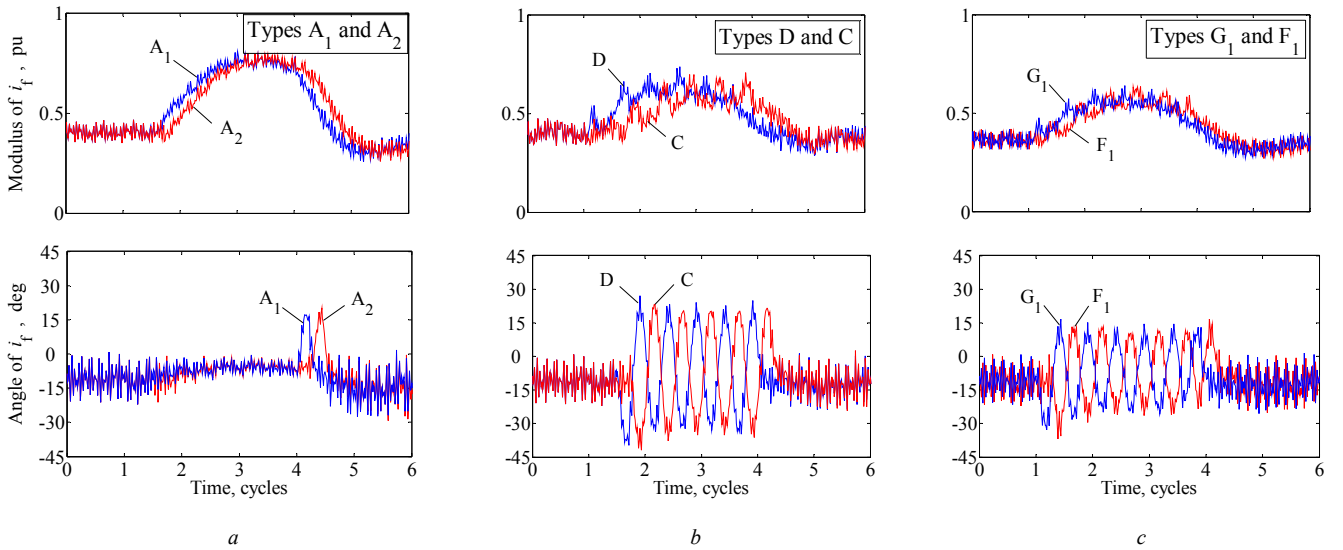 Modulus of i_f , pu
1
0.5
0
Types A₁ and A₂
A₁
A₂
1
0.5
0
Types D and C
D
C
1
0.5
0
Types G₁ and F₁
G₁
F₁
Angle of i_f , deg
45
30
15
0
-15
-30
-45
A₁
A₂
0 1 2 3 4 5 6
Time, cycles
45
30
15
0
-15
-30
-45
D
C
0 1 2 3 4 5 6
Time, cycles
45
30
15
0
-15
-30
-45
G₁
F₁
0 1 2 3 4 5 6
Time, cycles
a
b
c